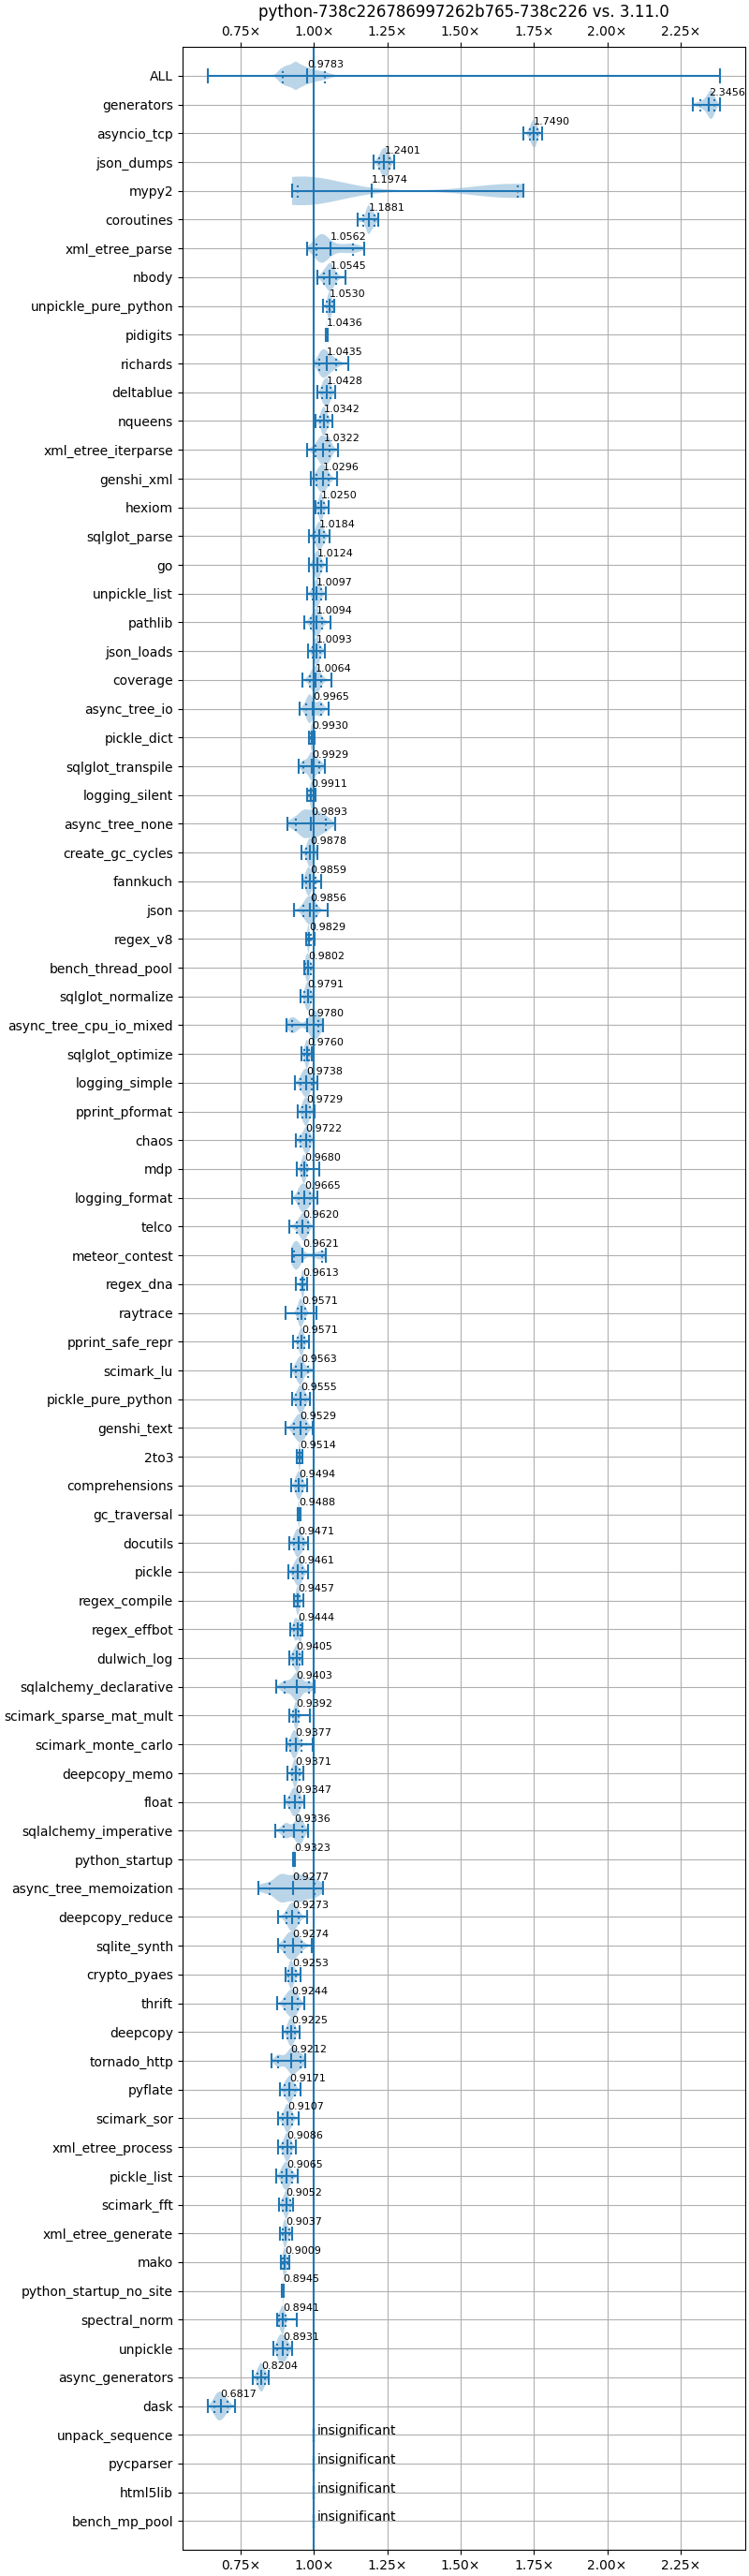 python-738c226786997262b765-738c226 vs. 3.11.0
0.75× 1.00× 1.25× 1.50× 1.75× 2.00× 2.25×
ALL 0.9783
generators 2.3456
asyncio_tcp 1.7490
json_dumps 1.2401
mypy2 1.1974
coroutines 1.1881
xml_etree_parse 1.0562
nbody 1.0545
unpickle_pure_python 1.0530
pidigits 1.0436
richards 1.0435
deltablue 1.0428
nqueens 1.0342
xml_etree_iterparse 1.0322
genshi_xml 1.0296
hexiom 1.0250
sqlglot_parse 1.0184
go 1.0124
unpickle_list 1.0097
pathlib 1.0094
json_loads 1.0093
coverage 1.0064
async_tree_io 0.9965
pickle_dict 0.9930
sqlglot_transpile 0.9929
logging_silent 0.9911
async_tree_none 0.9893
create_gc_cycles 0.9878
fannkuch 0.9859
json 0.9856
regex_v8 0.9829
bench_thread_pool 0.9802
sqlglot_normalize 0.9791
async_tree_cpu_io_mixed 0.9780
sqlglot_optimize 0.9760
logging_simple 0.9738
pprint_pformat 0.9729
chaos 0.9722
mdp 0.9680
logging_format 0.9665
telco 0.9620
meteor_contest 0.9621
regex_dna 0.9613
raytrace 0.9571
pprint_safe_repr 0.9571
scimark_lu 0.9563
pickle_pure_python 0.9555
genshi_text 0.9529
2to3 0.9514
comprehensions 0.9494
gc_traversal 0.9488
docutils 0.9471
pickle 0.9461
regex_compile 0.9457
regex_effbot 0.9444
dulwich_log 0.9405
sqlalchemy_declarative 0.9403
scimark_sparse_mat_mult 0.9392
scimark_monte_carlo 0.9377
deepcopy_memo 0.9371
float 0.9347
sqlalchemy_imperative 0.9336
python_startup 0.9323
async_tree_memoization 0.9277
deepcopy_reduce 0.9273
sqlite_synth 0.9274
crypto_pyaes 0.9253
thrift 0.9244
deepcopy 0.9225
tornado_http 0.9212
pyflate 0.9171
scimark_sor 0.9107
xml_etree_process 0.9086
pickle_list 0.9065
scimark_fft 0.9052
xml_etree_generate 0.9037
mako 0.9009
python_startup_no_site 0.8945
spectral_norm 0.8941
unpickle 0.8931
async_generators 0.8204
dask 0.6817
unpack_sequence insignificant
pycparser insignificant
html5lib insignificant
bench_mp_pool insignificant
0.75× 1.00× 1.25× 1.50× 1.75× 2.00× 2.25×